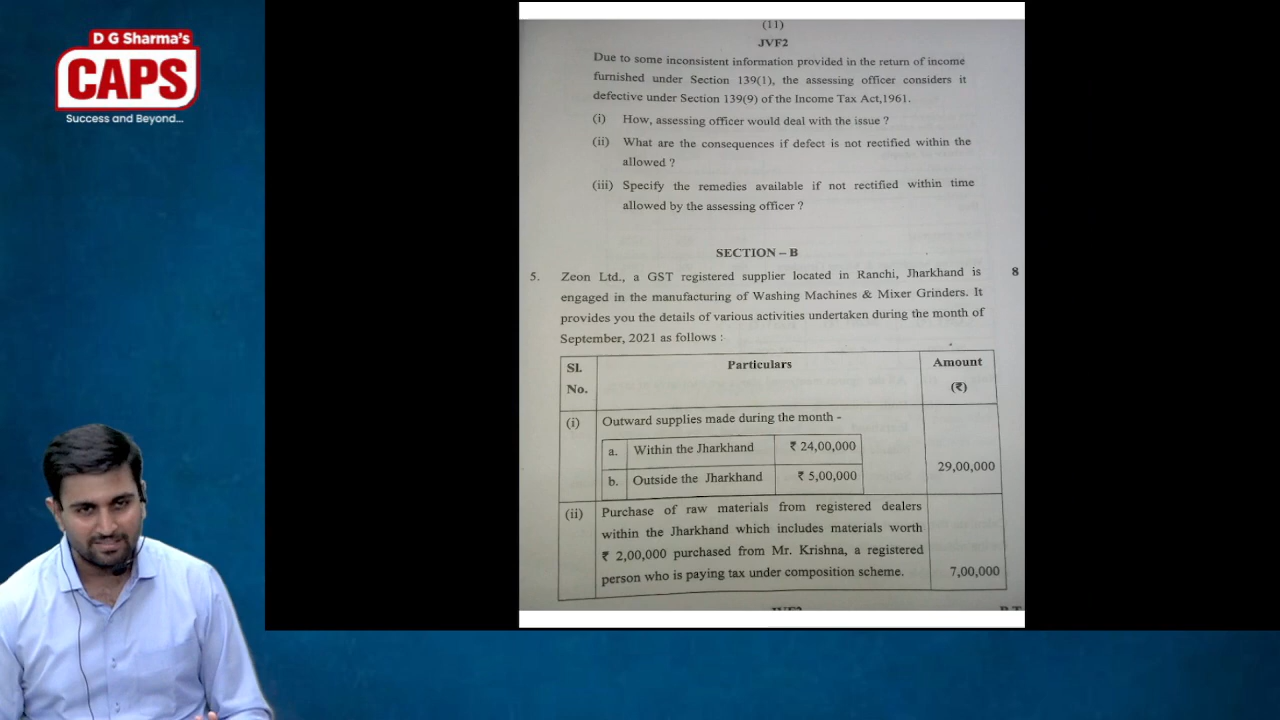 D G Sharma's
CAPS
Success and Beyond...
(11)
JVF2
Due to some inconsistent information provided in the return of income
furnished under Section 139(1), the assessing officer considers it
defective under Section 139(9) of the Income Tax Act,1961.
(i) How, assessing officer would deal with the issue ?
(ii) What are the consequences if defect is not rectified within the
allowed ?
(iii) Specify the remedies available if not rectified within time
allowed by the assessing officer ?
SECTION – B
5. Zeon Ltd., a GST registered supplier located in Ranchi, Jharkhand is 8
engaged in the manufacturing of Washing Machines & Mixer Grinders. It
provides you the details of various activities undertaken during the month of
September, 2021 as follows :
Sl. Particulars Amount
No. (₹)
(i) Outward supplies made during the month -
a. Within the Jharkhand ₹ 24,00,000
29,00,000
b. Outside the Jharkhand ₹ 5,00,000
(ii) Purchase of raw materials from registered dealers
within the Jharkhand which includes materials worth
₹ 2,00,000 purchased from Mr. Krishna, a registered
person who is paying tax under composition scheme. 7,00,000